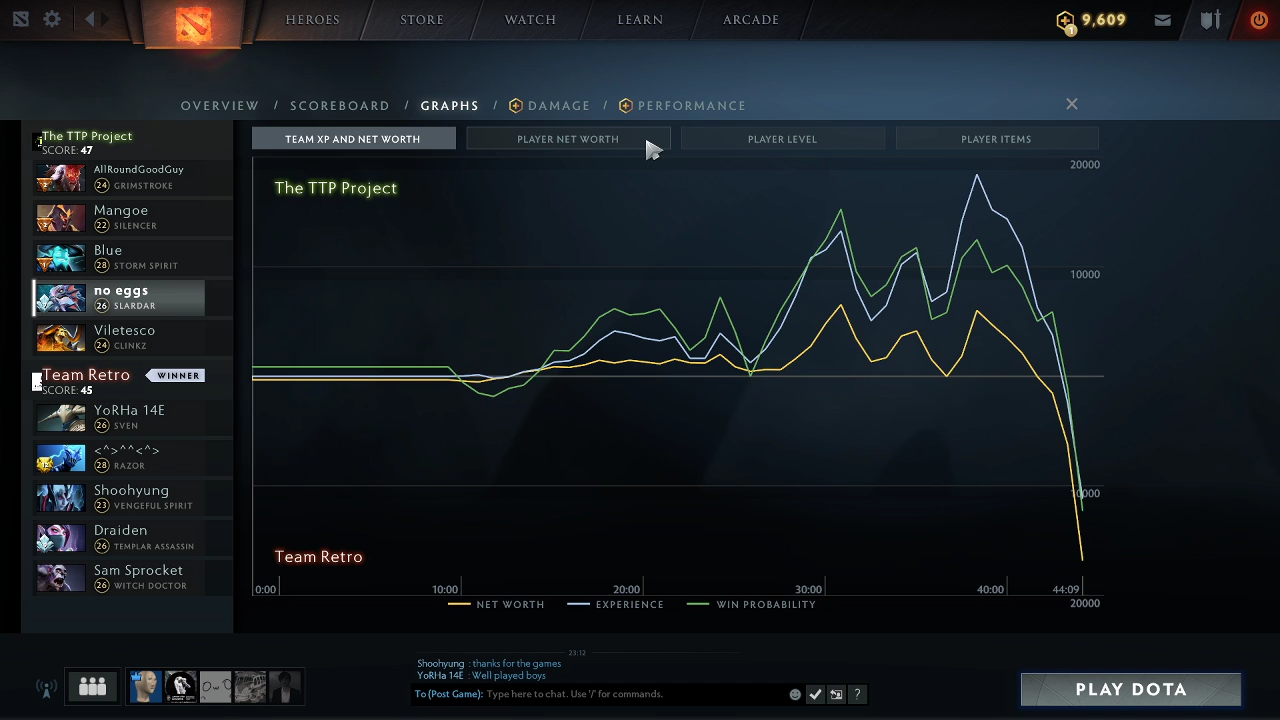 HEROES STORE WATCH LEARN ARCADE
1 9,609
OVERVIEW / SCOREBOARD / GRAPHS / DAMAGE / PERFORMANCE
The TTP Project
SCORE: 47
AllRoundGoodGuy
24 GRIMSTROKE
Mangoe
22 SILENCER
Blue
28 STORM SPIRIT
no eggs
26 SLARDAR
Viletesco
24 CLINKZ
Team Retro WINNER
SCORE: 45
YoRHa 14E
26 SVEN
<^>^^<^>
28 RAZOR
Shoohyung
23 VENGEFUL SPIRIT
Draiden
26 TEMPLAR ASSASSIN
Sam Sprocket
26 WITCH DOCTOR
TEAM XP AND NET WORTH PLAYER NET WORTH PLAYER LEVEL PLAYER ITEMS
20000
The TTP Project
10000
10000
Team Retro
0:00 10:00 20:00 30:00 40:00 44:09
20000
NET WORTH EXPERIENCE WIN PROBABILITY
23:12
Shoohyung : thanks for the games
YoRHa 14E : Well played boys
To (Post Game): Type here to chat. Use '/' for commands. ?
PLAY DOTA